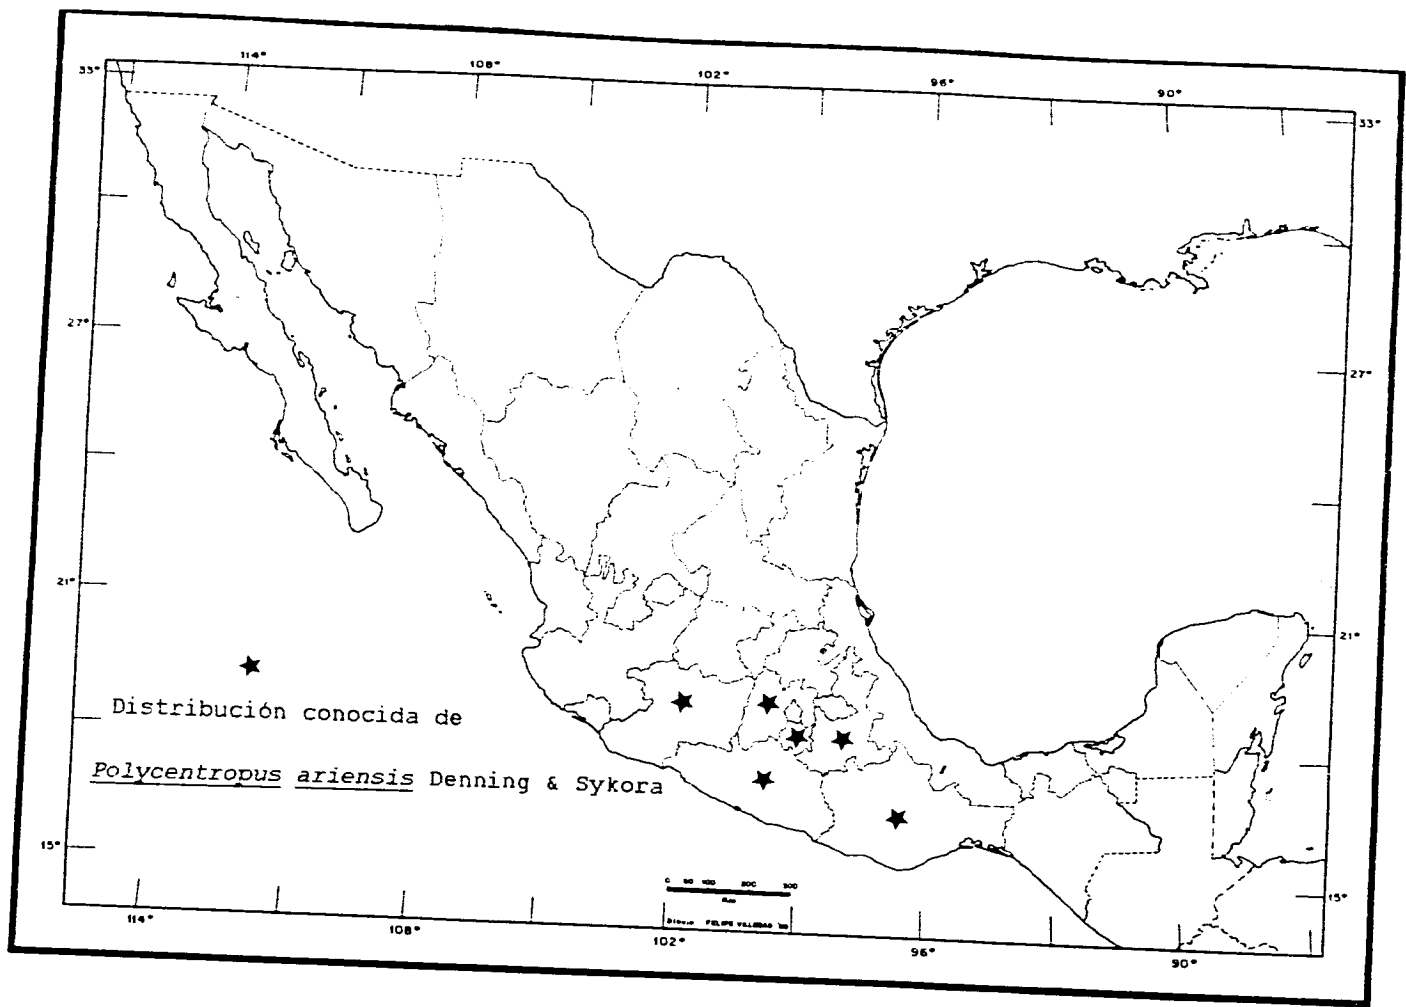 114° 108° 102° 96° 90°
33° 33°
27° 27°
21° 21°
Distribución conocida de
Polycentropus ariensis Denning & Sykora
15° 15°
114° 108° 102° 96° 90°